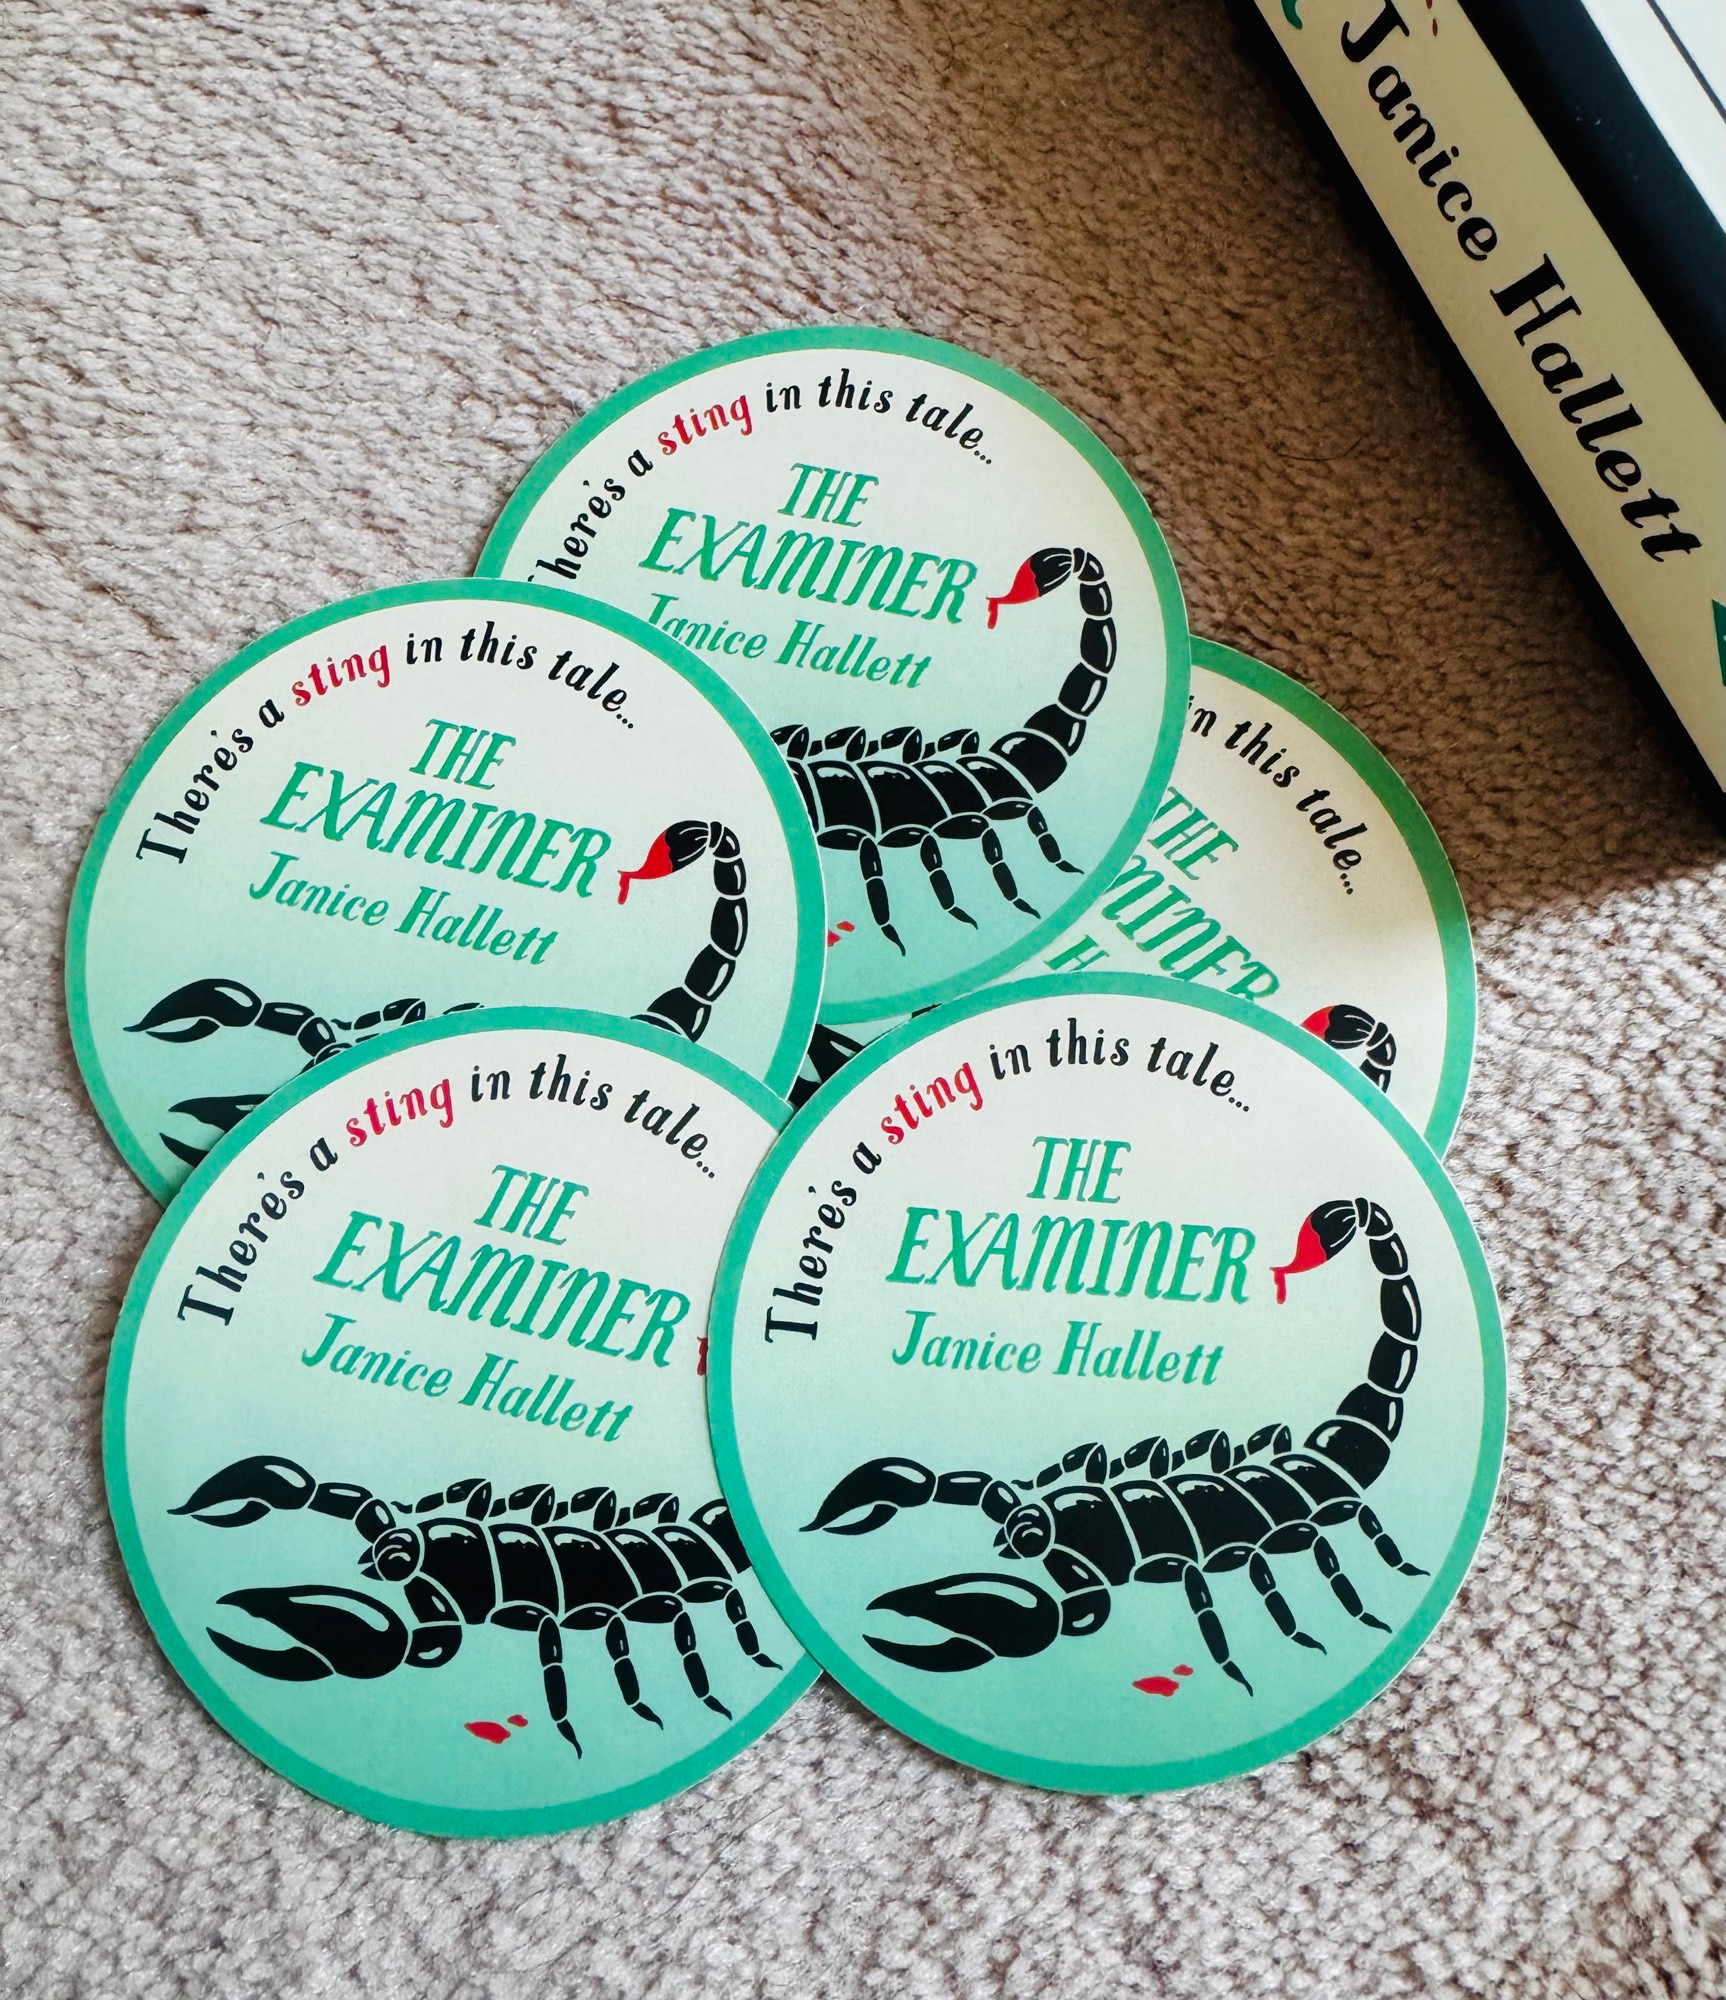 Janice Hallett
There's a sting in this tale...
THE
EXAMINER
Janice Hallett
There's a sting in this tale...
THE
EXAMINER
Janice Hallett
in this tale...
THE
There's a sting in this tale...
THE
EXAMINER
Janice Hallett
There's a sting in this tale...
THE
EXAMINER
Janice Hallett